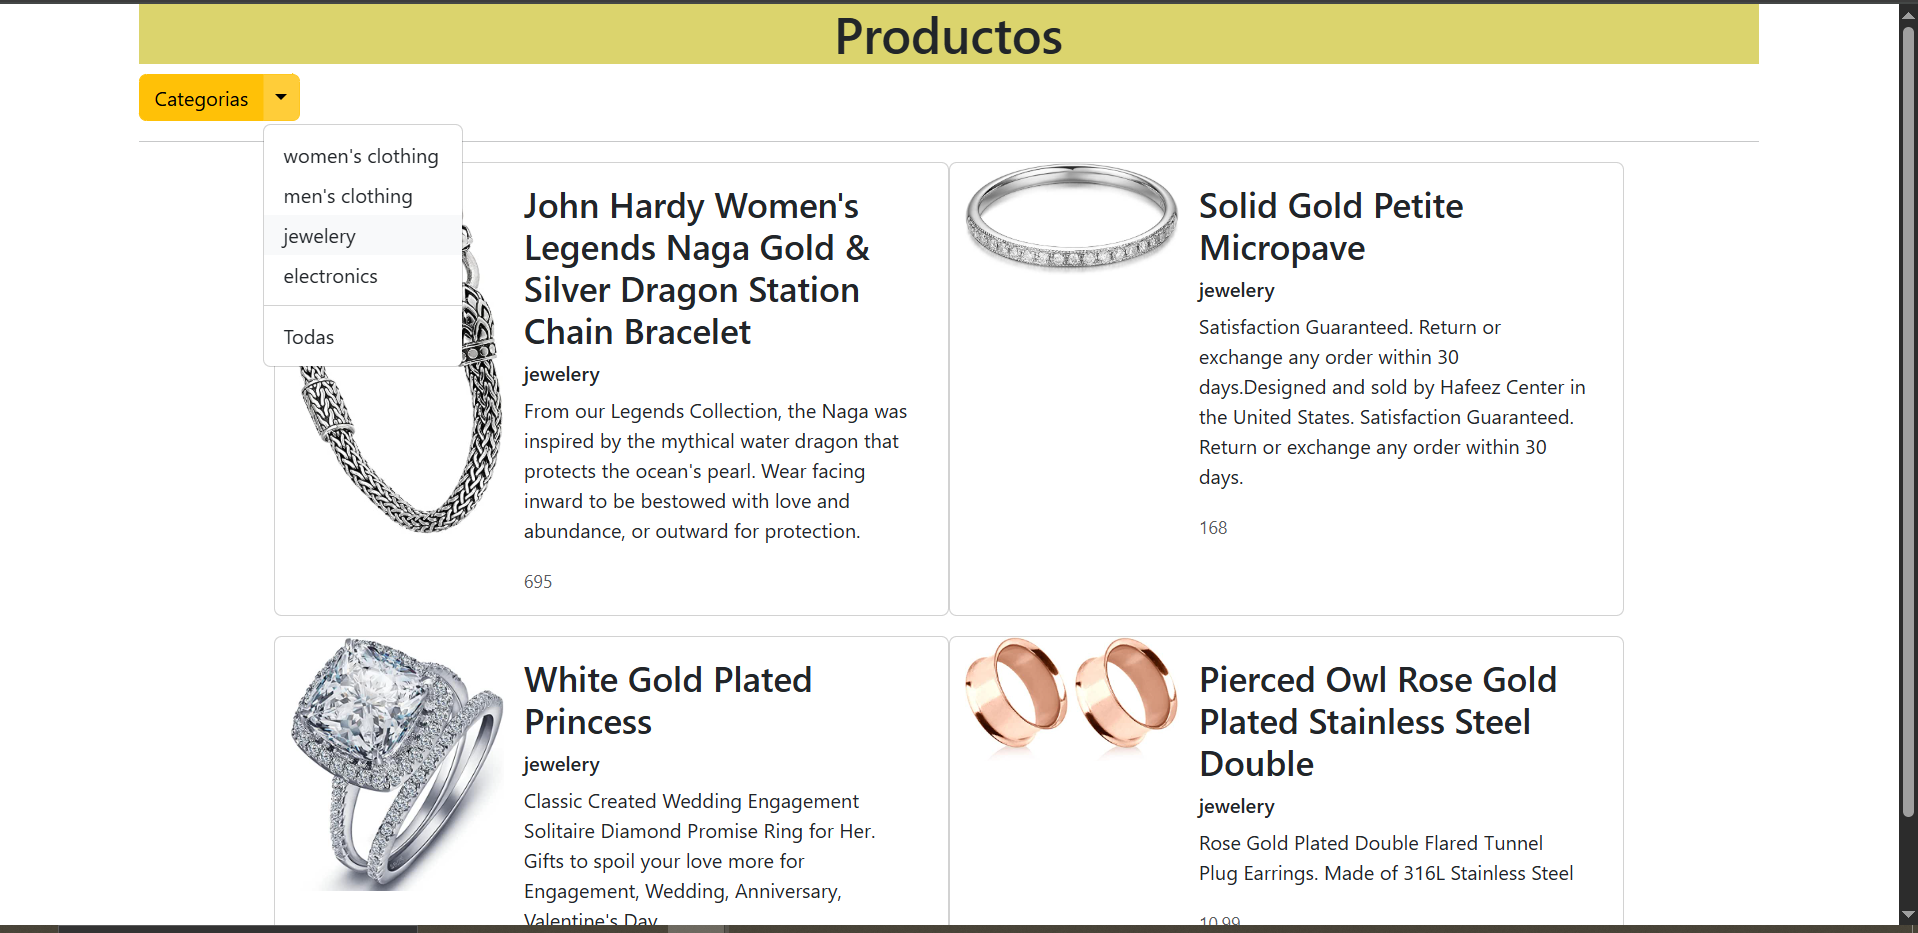 Productos
Categorias
women's clothing
men's clothing
jewelery
electronics
Todas
John Hardy Women's
Legends Naga Gold &
Silver Dragon Station
Chain Bracelet
jewelery
From our Legends Collection, the Naga was
inspired by the mythical water dragon that
protects the ocean's pearl. Wear facing
inward to be bestowed with love and
abundance, or outward for protection.
695
Solid Gold Petite
Micropave
jewelery
Satisfaction Guaranteed. Return or
exchange any order within 30
days.Designed and sold by Hafeez Center in
the United States. Satisfaction Guaranteed.
Return or exchange any order within 30
days.
168
White Gold Plated
Princess
jewelery
Classic Created Wedding Engagement
Solitaire Diamond Promise Ring for Her.
Gifts to spoil your love more for
Engagement, Wedding, Anniversary,
Valentine's Day
Pierced Owl Rose Gold
Plated Stainless Steel
Double
jewelery
Rose Gold Plated Double Flared Tunnel
Plug Earrings. Made of 316L Stainless Steel
10.99